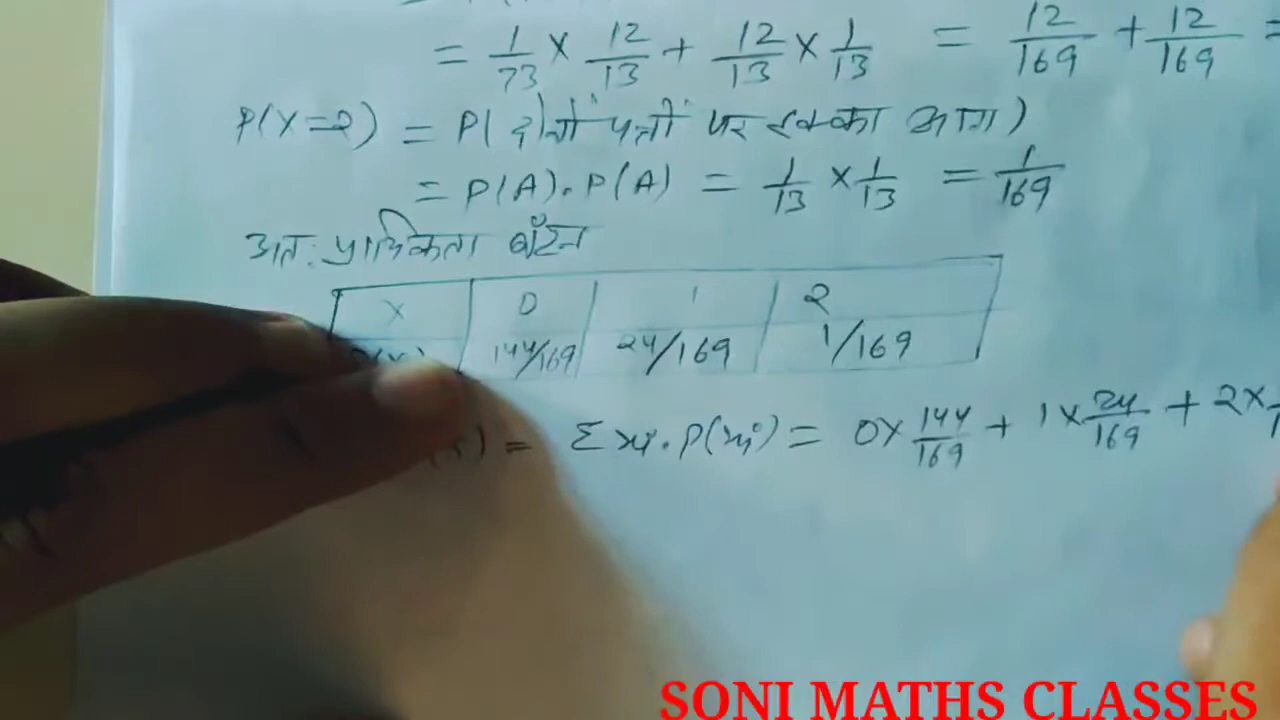 = 1/13 × 12/13 + 12/13 × 1/13 = 12/169 + 12/169 =
P(X=2) = P(दोनों पत्तों पर इक्का आना)
= P(A).P(A) = 1/13 × 1/13 = 1/169
अतः प्रायिकता बँटन
X 0 1 2
P(X) 144/169 24/169 1/169
= Σxi.P(xi) = 0× 144/169 + 1× 24/169 + 2×
SONI MATHS CLASSES